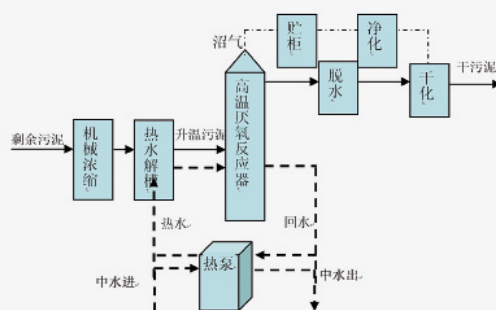 沼气
贮柜
净化
脱水
干化
干污泥
剩余污泥
机械浓缩
热水解槽
升温污泥
高温厌氧反应器
热水
回水
热泵
中水进
中水出